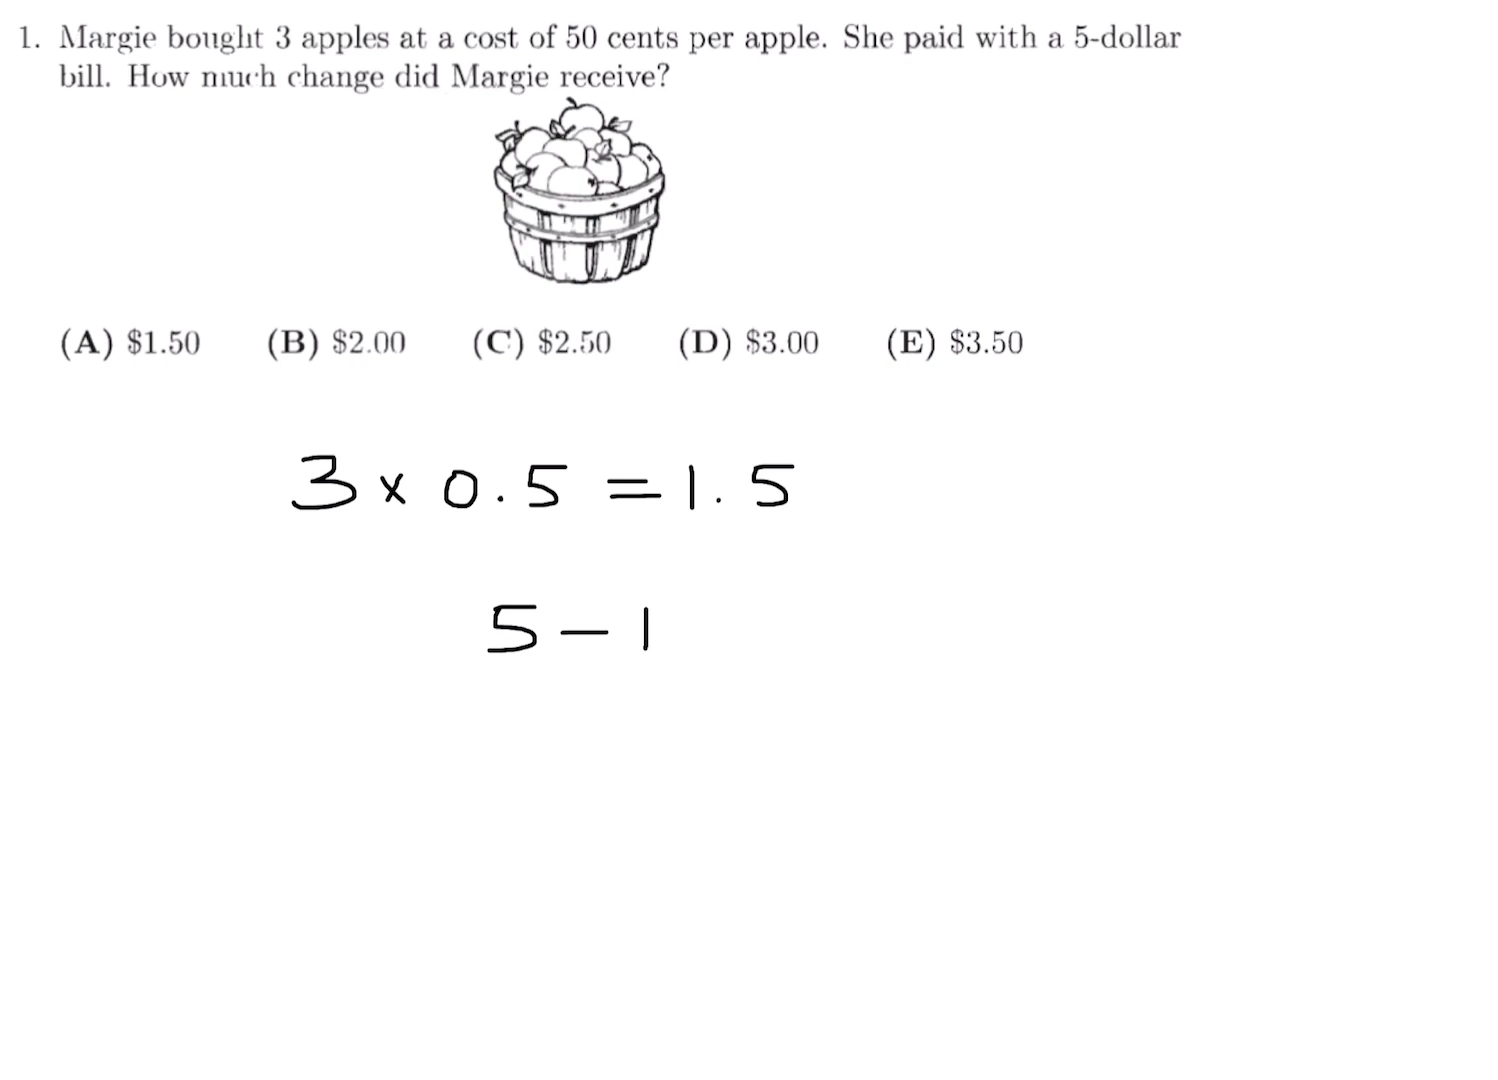 1. Margie bought 3 apples at a cost of 50 cents per apple. She paid with a 5-dollar
bill. How much change did Margie receive?
(A) $1.50 (B) $2.00 (C) $2.50 (D) $3.00 (E) $3.50
3 × 0.5 = 1.5
5 – 1